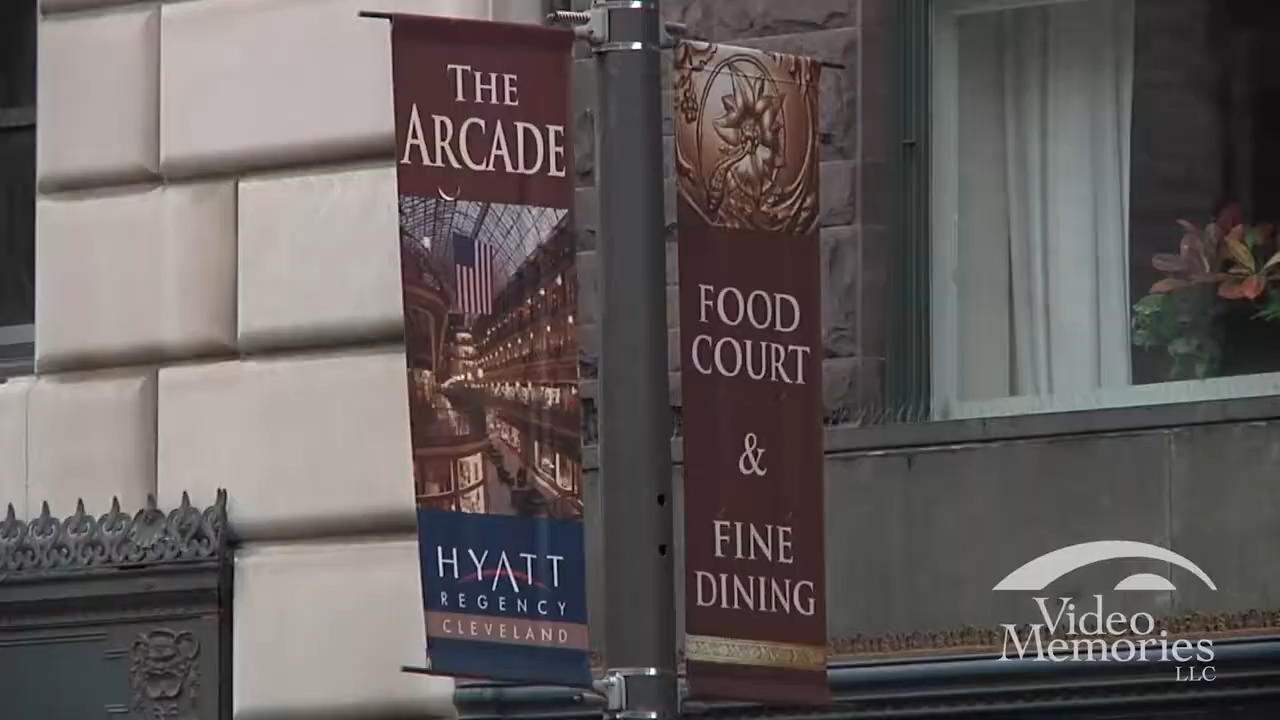 THE
ARCADE
HYATT
REGENCY
CLEVELAND
FOOD
COURT
&
FINE
DINING
Video
Memories
LLC